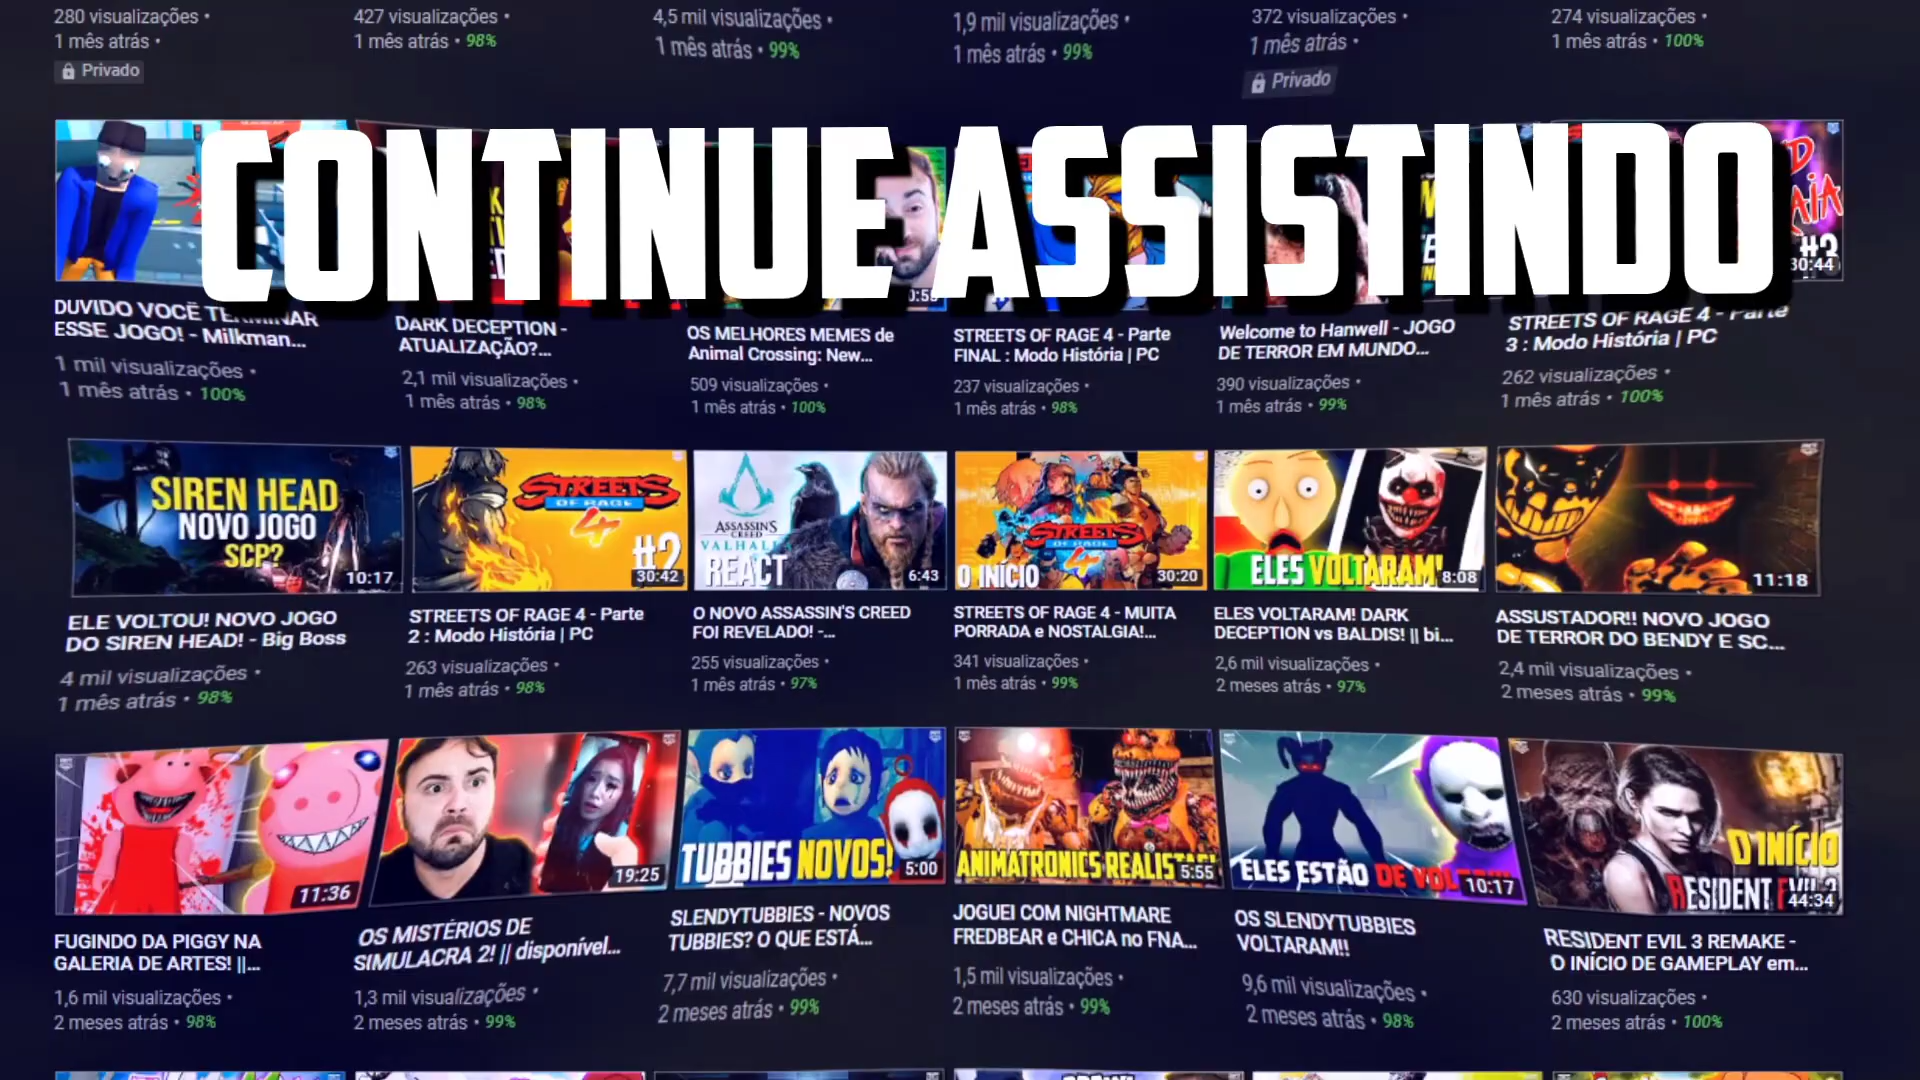 280 visualizações •
1 mês atrás •
Privado
427 visualizações •
1 mês atrás • 98%
4,5 mil visualizações •
1 mês atrás • 99%
1,9 mil visualizações •
1 mês atrás • 99%
372 visualizações •
1 mês atrás •
Privado
274 visualizações •
1 mês atrás • 100%
CONTINUE ASSISTINDO
#3
30:44
DUVIDO VOCÊ TERMINAR
ESSE JOGO! - Milkman...
1 mil visualizações •
1 mês atrás • 100%
DARK DECEPTION -
ATUALIZAÇÃO?...
2,1 mil visualizações •
1 mês atrás • 98%
OS MELHORES MEMES de
Animal Crossing: New...
509 visualizações •
1 mês atrás • 100%
STREETS OF RAGE 4 - Parte
FINAL : Modo História | PC
237 visualizações •
1 mês atrás • 98%
Welcome to Hanwell - JOGO
DE TERROR EM MUNDO...
390 visualizações •
1 mês atrás • 99%
STREETS OF RAGE 4 - Parte
3 : Modo História | PC
262 visualizações •
1 mês atrás • 100%
SIREN HEAD
NOVO JOGO
SCP?
10:17
ELE VOLTOU! NOVO JOGO
DO SIREN HEAD! - Big Boss
4 mil visualizações •
1 mês atrás • 98%
STREETS
OF RAGE
4
#2
30:42
STREETS OF RAGE 4 - Parte
2 : Modo História | PC
263 visualizações •
1 mês atrás • 98%
ASSASSIN'S
CREED
VALHALLA
REACT
6:43
O NOVO ASSASSIN'S CREED
FOI REVELADO! -...
255 visualizações •
1 mês atrás • 97%
STREETS
OF RAGE
4
O INÍCIO
30:20
STREETS OF RAGE 4 - MUITA
PORRADA e NOSTALGIA!...
341 visualizações •
1 mês atrás • 99%
ELES VOLTARAM!
8:08
ELES VOLTARAM! DARK
DECEPTION vs BALDIS! || bi...
2,6 mil visualizações •
2 meses atrás • 97%
11:18
ASSUSTADOR!! NOVO JOGO
DE TERROR DO BENDY E SC...
2,4 mil visualizações •
2 meses atrás • 99%
11:36
FUGINDO DA PIGGY NA
GALERIA DE ARTES! ||...
1,6 mil visualizações •
2 meses atrás • 98%
19:25
OS MISTÉRIOS DE
SIMULACRA 2! || disponível...
1,3 mil visualizações •
2 meses atrás • 99%
TUBBIES NOVOS!
5:00
SLENDYTUBBIES - NOVOS
TUBBIES? O QUE ESTÁ...
7,7 mil visualizações •
2 meses atrás • 99%
ANIMATRONICS REALISTAS!
5:55
JOGUEI COM NIGHTMARE
FREDBEAR e CHICA no FNA...
1,5 mil visualizações •
2 meses atrás • 99%
ELES ESTÃO DE
10:17
OS SLENDYTUBBIES
VOLTARAM!!
9,6 mil visualizações •
2 meses atrás • 98%
O INÍCIO
RESIDENT EVIL 3
44:34
RESIDENT EVIL 3 REMAKE -
O INÍCIO DE GAMEPLAY em...
630 visualizações •
2 meses atrás • 100%